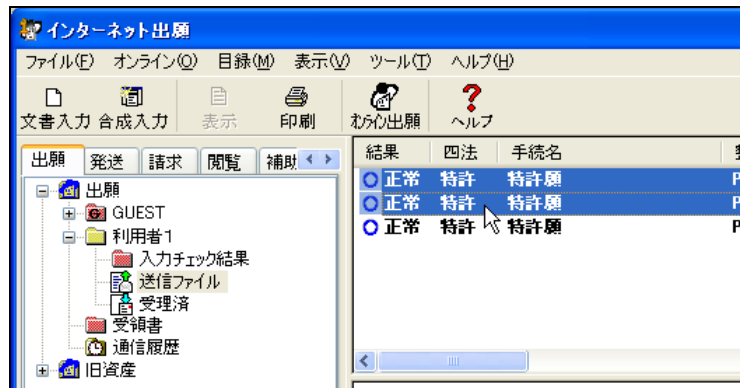 インターネット出願
ファイル(F) オンライン(O) 目録(M) 表示(V) ツール(T) ヘルプ(H)
文書入力 合成入力 表示 印刷 オンライン出願 ヘルプ
出願 発送 請求 閲覧 補助
出願
GUEST
利用者1
入力チェック結果
送信ファイル
受理済
受領書
通信履歴
旧資産
結果 四法 手続名
正常 特許 特許願 P
正常 特許 特許願 P
正常 特許 特許願 P